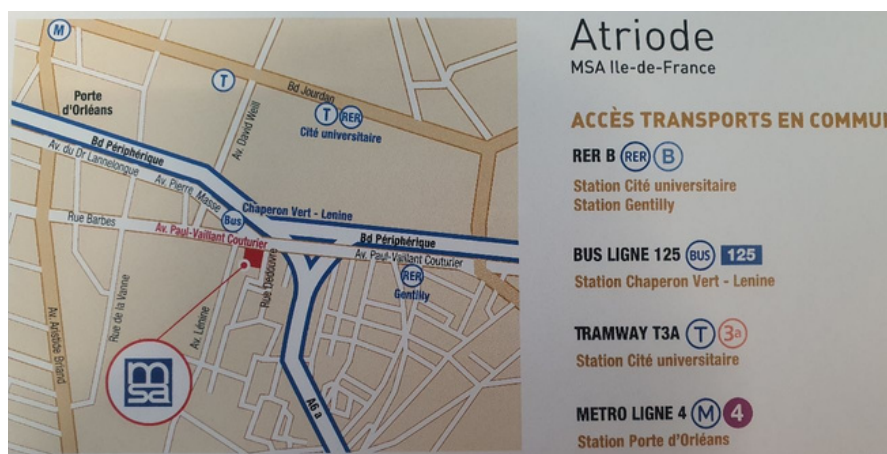 M
T
Bd Jourdan
Porte
d'Orléans
T RER
Cité universitaire
Av. David Weill
Bd Périphérique
Av. du Dr Lannelongue
Av. Pierre Masse
Bus
Chaperon Vert - Lenine
Rue Barbes
Av. Paul-Vaillant Couturier
Bd Périphérique
Av. Paul-Vaillant Couturier
RER
Gentilly
Rue Dedouvre
Rue de la Vanne
Av. Lénine
Av. Aristide Briand
A6 a
msa
Atriode
MSA Ile-de-France
ACCÈS TRANSPORTS EN COMMU
RER B RER B
Station Cité universitaire
Station Gentilly
BUS LIGNE 125 BUS 125
Station Chaperon Vert - Lenine
TRAMWAY T3A T 3a
Station Cité universitaire
METRO LIGNE 4 M 4
Station Porte d'Orléans